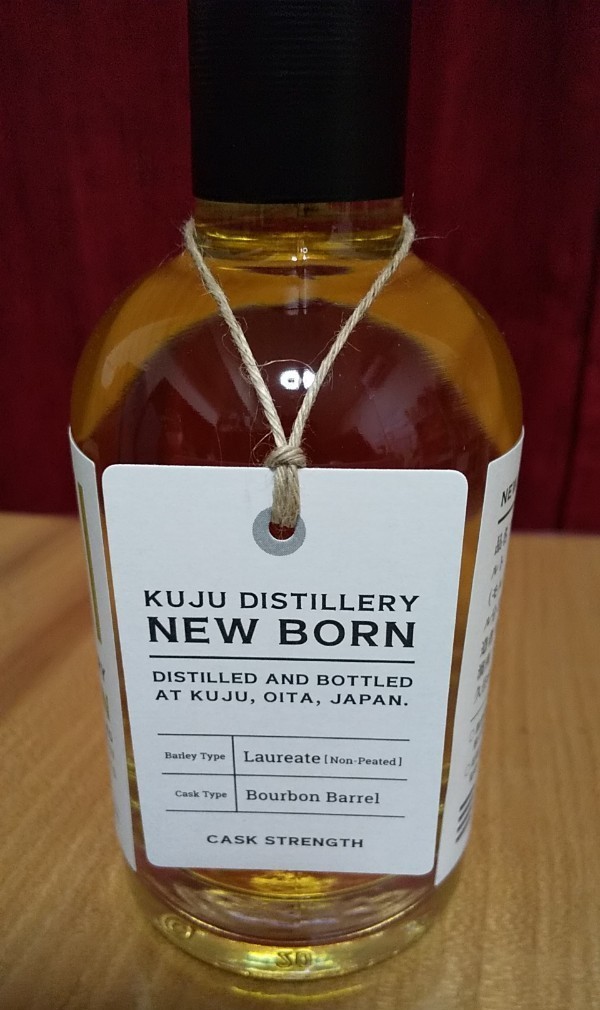 KUJU DISTILLERY
NEW BORN
DISTILLED AND BOTTLED
AT KUJU, OITA, JAPAN.
Barley Type Laureate [Non-Peated]
Cask Type Bourbon Barrel
CASK STRENGTH